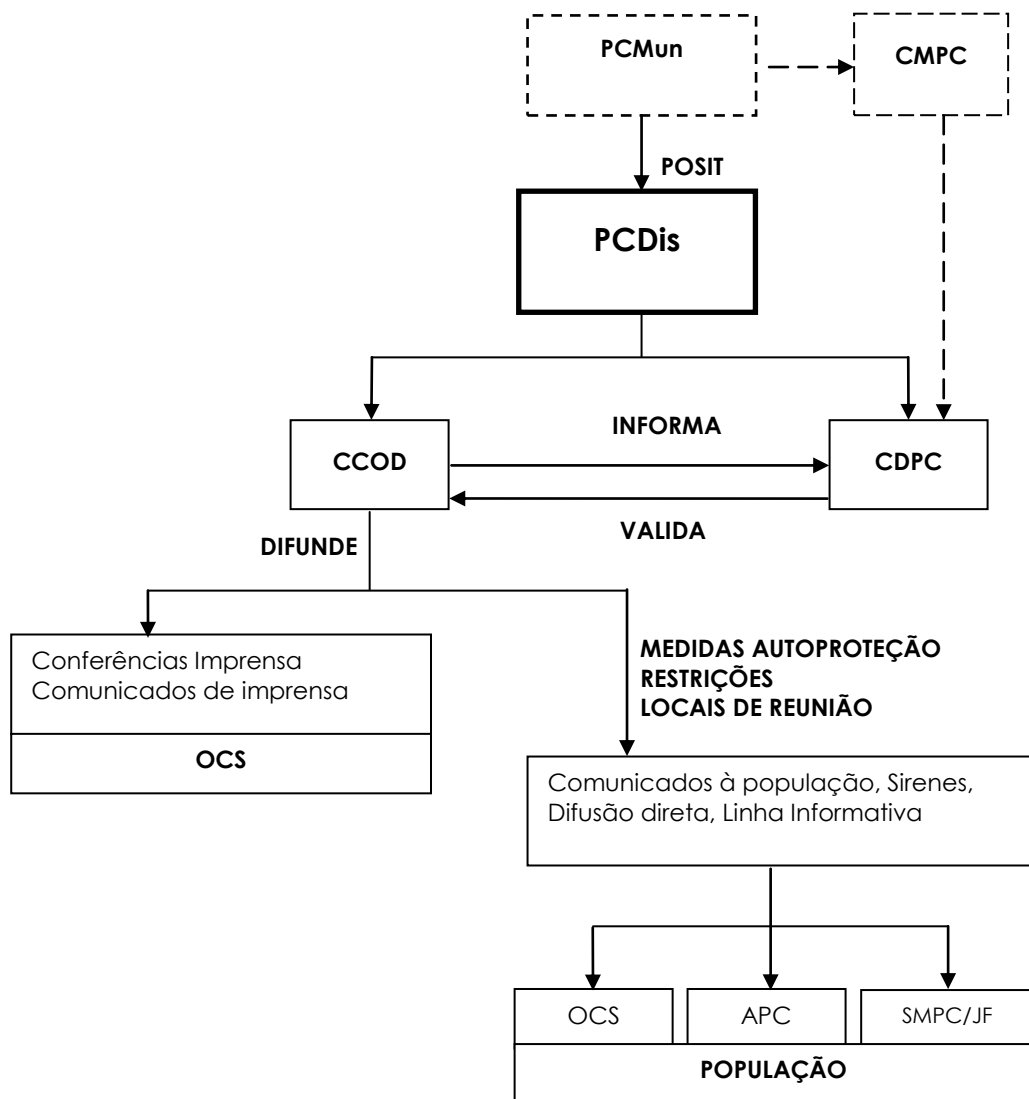 PCMun
CMPC
POSIT
PCDis
INFORMA
CCOD
CDPC
VALIDA
DIFUNDE
Conferências Imprensa
Comunicados de imprensa
OCS
MEDIDAS AUTOPROTEÇÃO
RESTRIÇÕES
LOCAIS DE REUNIÃO
Comunicados à população, Sirenes,
Difusão direta, Linha Informativa
OCS
APC
SMPC/JF
POPULAÇÃO